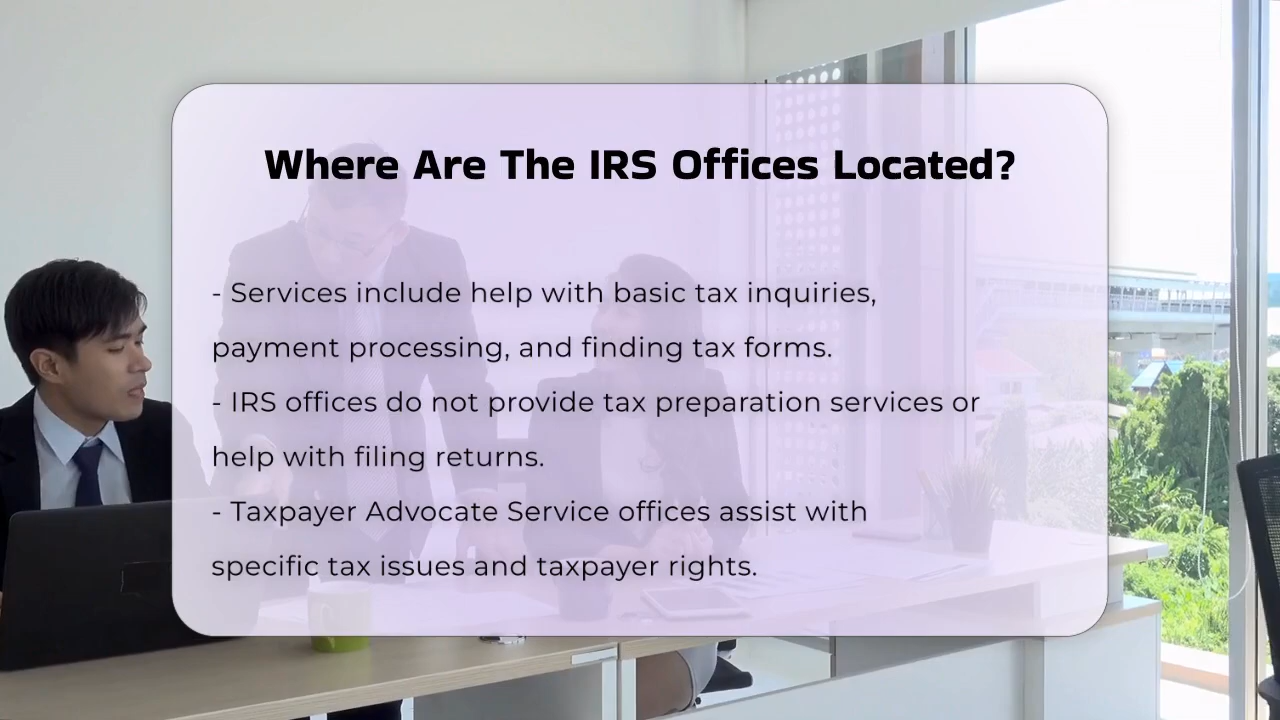 Where Are The IRS Offices Located?
- Services include help with basic tax inquiries,
payment processing, and finding tax forms.
- IRS offices do not provide tax preparation services or
help with filing returns.
- Taxpayer Advocate Service offices assist with
specific tax issues and taxpayer rights.